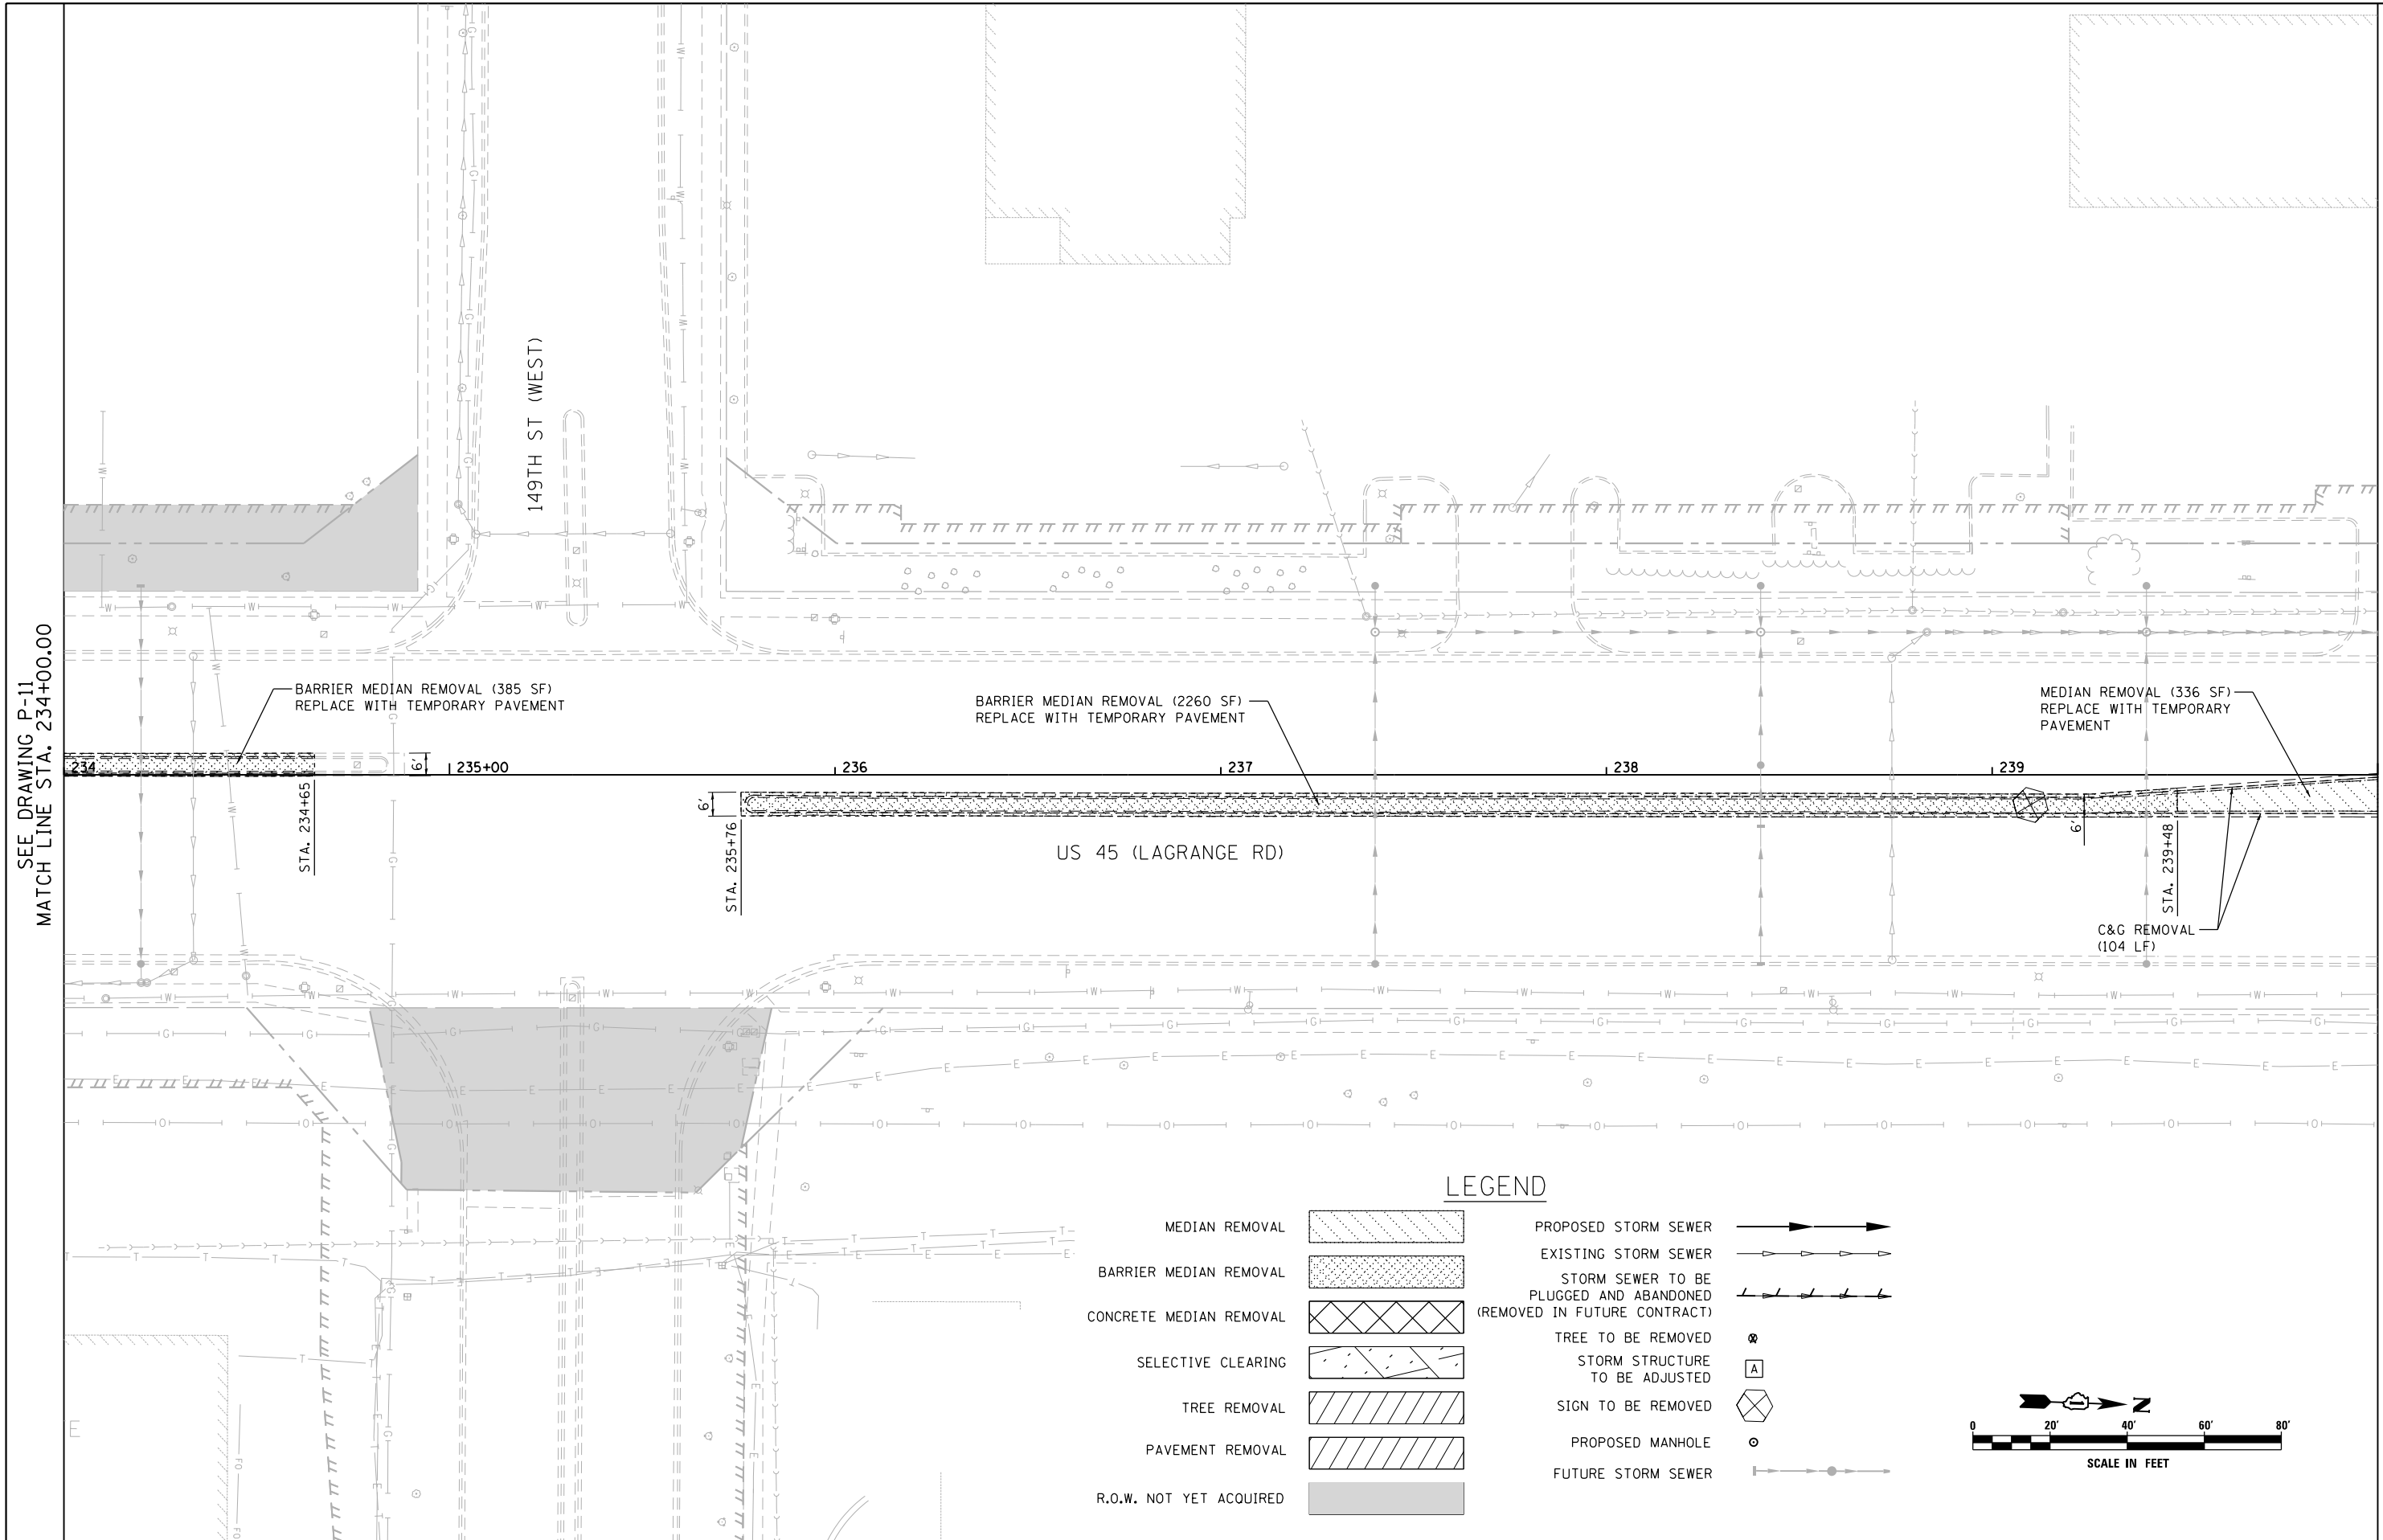 149TH ST (WEST)
SEE DRAWING P-11
MATCH LINE STA. 234+00.00
BARRIER MEDIAN REMOVAL (385 SF)
REPLACE WITH TEMPORARY PAVEMENT
BARRIER MEDIAN REMOVAL (2260 SF)
REPLACE WITH TEMPORARY PAVEMENT
MEDIAN REMOVAL (336 SF)
REPLACE WITH TEMPORARY
PAVEMENT
234
6'
235+00
236
237
238
239
STA. 234+65
6'
STA. 235+76
US 45 (LAGRANGE RD)
6'
STA. 239+48
C&G REMOVAL
(104 LF)
LEGEND
MEDIAN REMOVAL
BARRIER MEDIAN REMOVAL
CONCRETE MEDIAN REMOVAL
SELECTIVE CLEARING
TREE REMOVAL
PAVEMENT REMOVAL
R.O.W. NOT YET ACQUIRED
PROPOSED STORM SEWER
EXISTING STORM SEWER
STORM SEWER TO BE
PLUGGED AND ABANDONED
(REMOVED IN FUTURE CONTRACT)
TREE TO BE REMOVED
STORM STRUCTURE
TO BE ADJUSTED
A
SIGN TO BE REMOVED
PROPOSED MANHOLE
FUTURE STORM SEWER
N
0 20' 40' 60' 80'
SCALE IN FEET